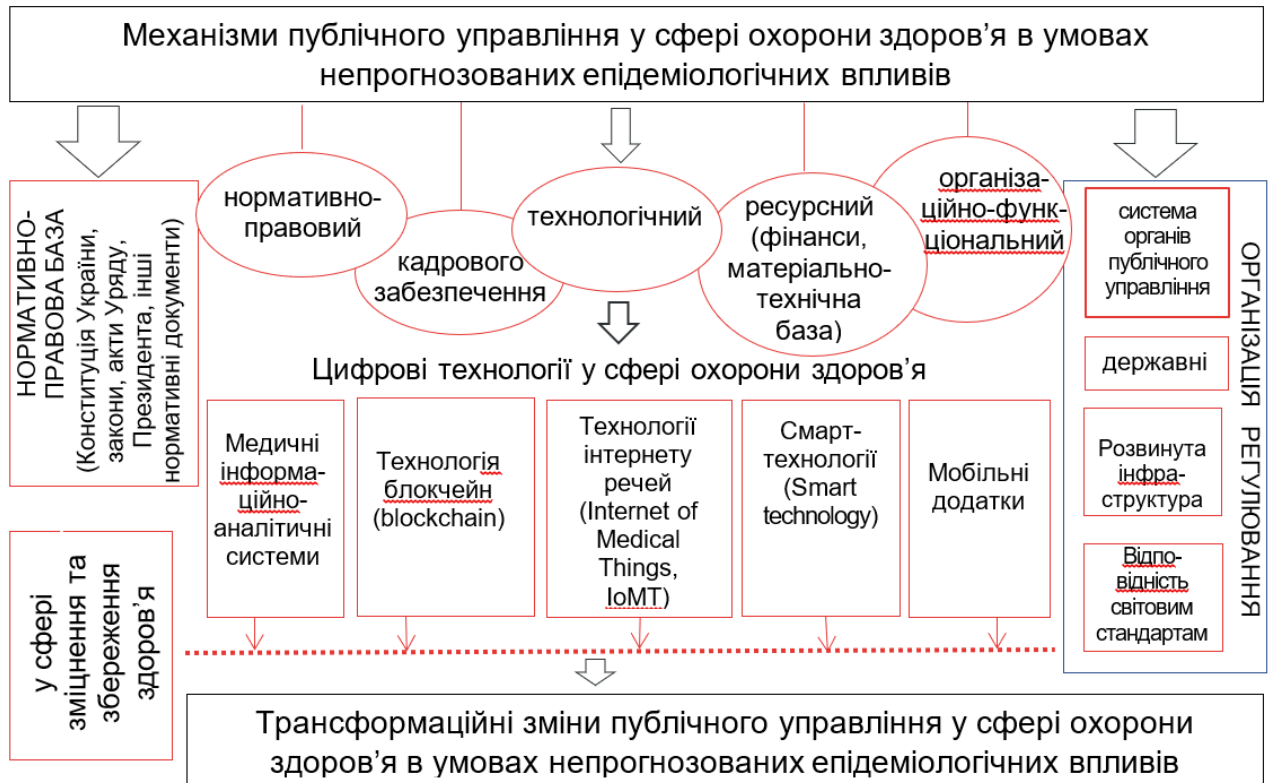 Механізми публічного управління у сфері охорони здоров’я в умовах
непрогнозованих епідеміологічних впливів
НОРМАТИВНО-
ПРАВОВА БАЗА
(Конституція України,
закони, акти Уряду,
Президента, інші
нормативні документи)
нормативно-
правовий
кадрового
забезпечення
технологічний
ресурсний
(фінанси,
матеріально-
технічна
база)
організа-
ційно-функ-
ціональний
система
органів
публічного
управління
державні
Розвинута
інфра-
структура
Відпо-
відність
світовим
стандартам
ОРГАНІЗАЦІЯ РЕГУЛЮВАННЯ
Цифрові технології у сфері охорони здоров’я
Медичні
інформа-
ційно-
аналітичні
системи
Технологія
блокчейн
(blockchain)
Технології
інтернету
речей
(Internet of
Medical
Things,
IoMT)
Смарт-
технології
(Smart
technology)
Мобільні
додатки
у сфері
зміцнення та
збереження
здоров’я
Трансформаційні зміни публічного управління у сфері охорони
здоров’я в умовах непрогнозованих епідеміологічних впливів